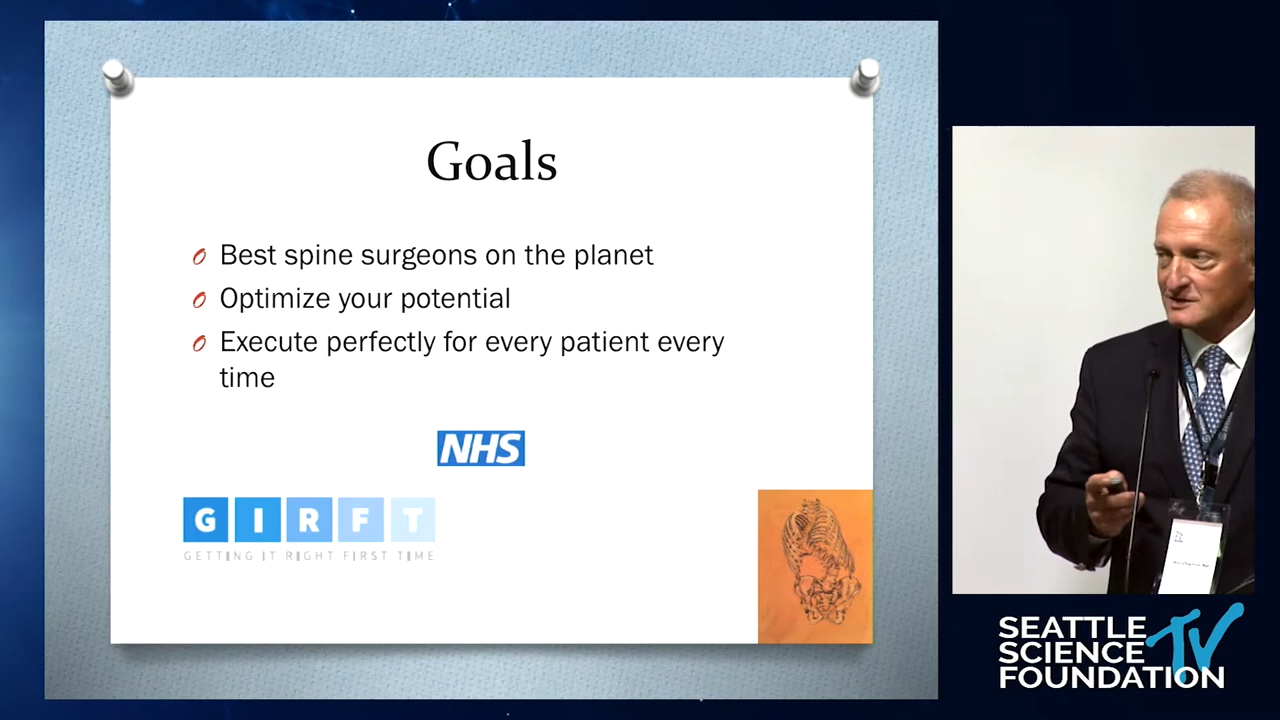 Goals
Best spine surgeons on the planet
Optimize your potential
Execute perfectly for every patient every
time
NHS
GIRFT
GETTING IT RIGHT FIRST TIME
SEATTLE
SCIENCE
FOUNDATION
TV